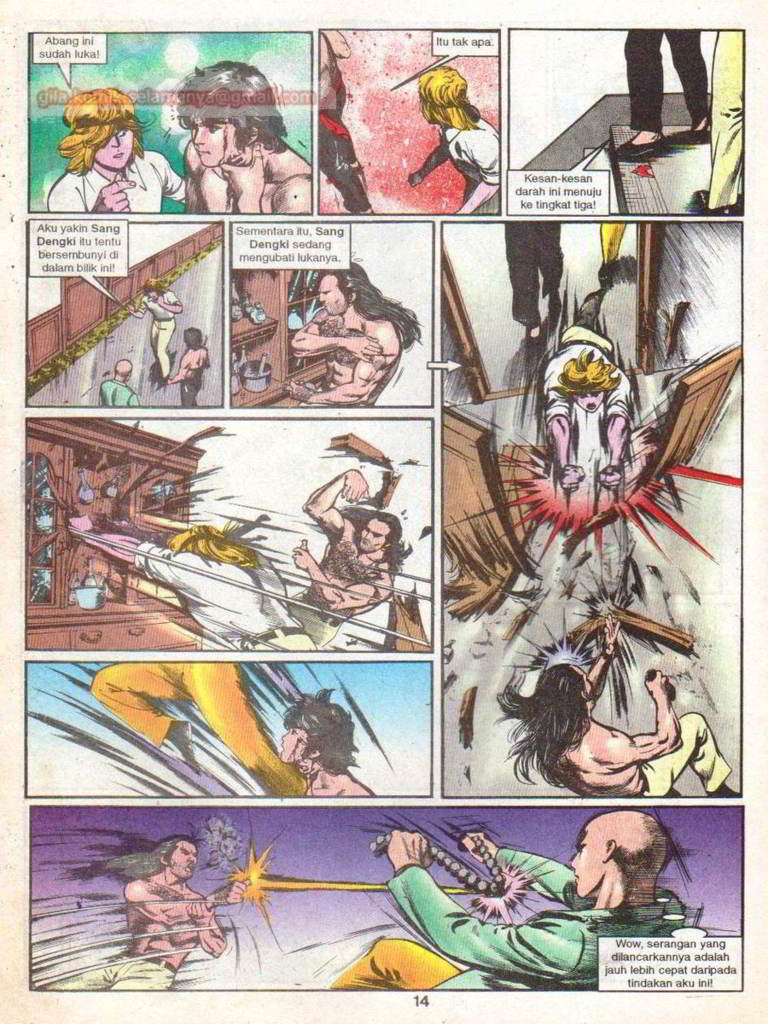 Abang ini
sudah luka!
Itu tak apa.
Kesan-kesan
darah ini menuju
ke tingkat tiga!
Aku yakin Sang
Dengki itu tentu
bersembunyi di
dalam bilik ini!
Sementara itu, Sang
Dengki sedang
mengubati lukanya.
Wow, serangan yang
dilancarkannya adalah
jauh lebih cepat daripada
tindakan aku ini!
14